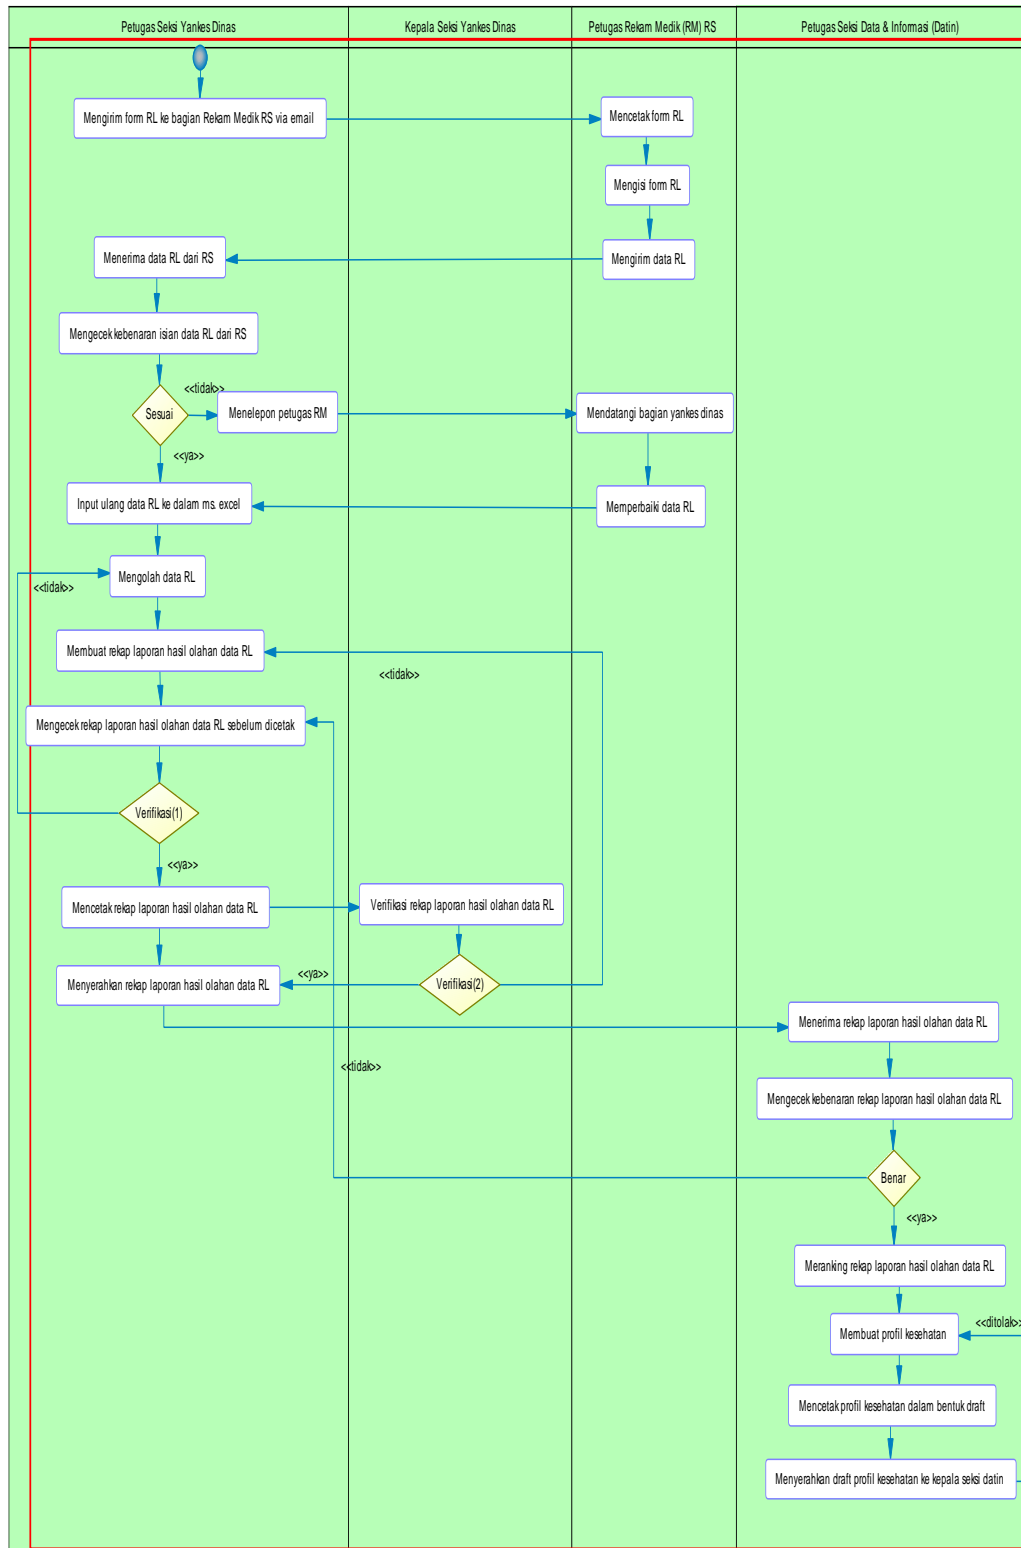 Petugas Seksi Yankes Dinas
Kepala Seksi Yankes Dinas
Petugas Rekam Medik (RM) RS
Petugas Seksi Data & Informasi (Datin)
Mengirim form RL ke bagian Rekam Medik RS via email
Mencetak form RL
Mengisi form RL
Menerima data RL dari RS
Mengirim data RL
Mengecek kebenaran isian data RL dari RS
<<tidak>>
Sesuai
Menelepon petugas RM
Mendatangi bagian yankes dinas
<<ya>>
Input ulang data RL ke dalam ms. excel
Memperbaiki data RL
Mengolah data RL
<<tidak>>
Membuat rekap laporan hasil olahan data RL
<<tidak>>
Mengecek rekap laporan hasil olahan data RL sebelum dicetak
Verifikasi(1)
<<ya>>
Mencetak rekap laporan hasil olahan data RL
Verifikasi rekap laporan hasil olahan data RL
Menyerahkan rekap laporan hasil olahan data RL
<<ya>>
Verifikasi(2)
Menerima rekap laporan hasil olahan data RL
<<tidak>>
Mengecek kebenaran rekap laporan hasil olahan data RL
Benar
<<ya>>
Meranking rekap laporan hasil olahan data RL
<<ditolak>>
Membuat profil kesehatan
Mencetak profil kesehatan dalam bentuk draft
Menyerahkan draft profil kesehatan ke kepala seksi datin